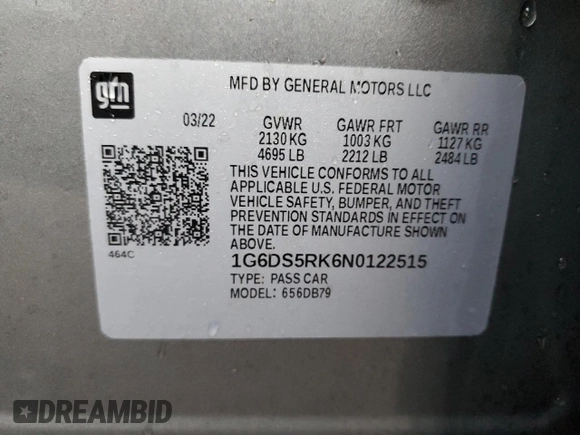 gm
MFD BY GENERAL MOTORS LLC
03/22 GVWR GAWR FRT GAWR RR
2130 KG 1003 KG 1127 KG
4695 LB 2212 LB 2484 LB
THIS VEHICLE CONFORMS TO ALL
APPLICABLE U.S. FEDERAL MOTOR
VEHICLE SAFETY, BUMPER, AND THEFT
PREVENTION STANDARDS IN EFFECT ON
THE DATE OF MANUFACTURE SHOWN
ABOVE.
464C
1G6DS5RK6N0122515
TYPE: PASS CAR
MODEL: 656DB79
DREAMBID